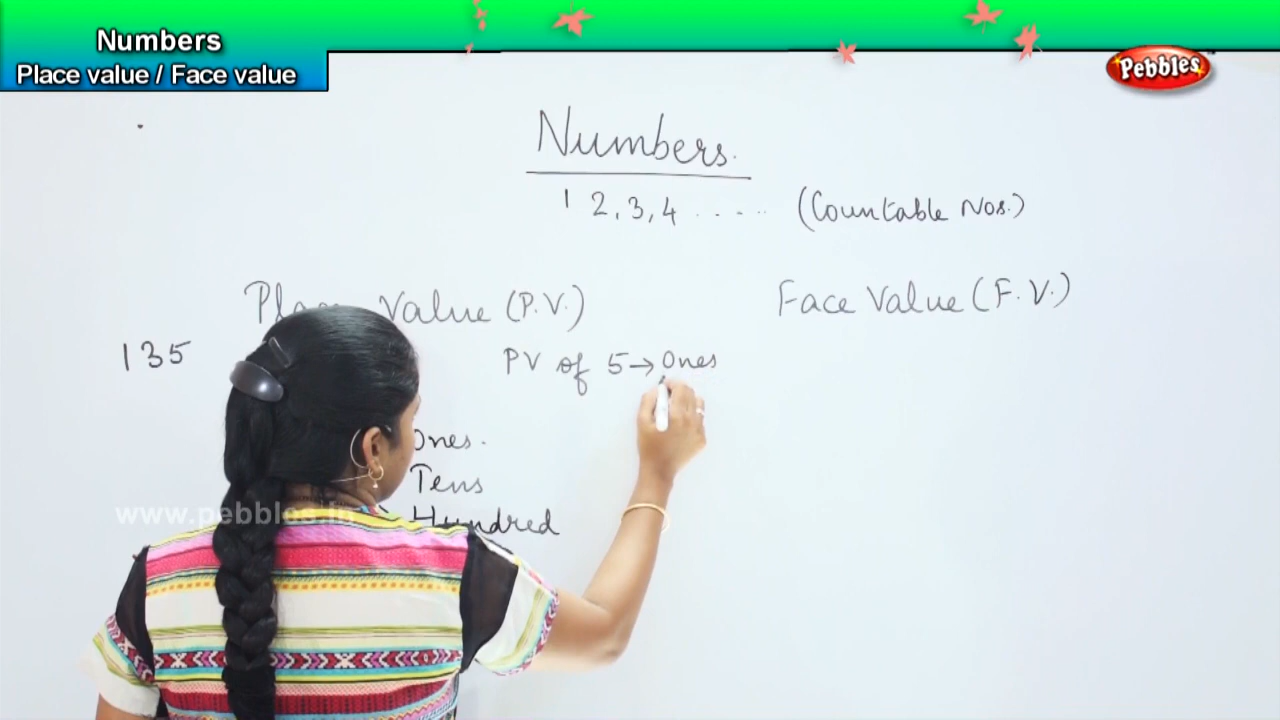 Numbers
Place value / Face value
Pebbles
Numbers.
1 2, 3, 4 ..... (Countable Nos.)
Value (P.V.)
Face Value (F.V.)
135
PV of 5→Ones
Ones.
Tens
Hundred
www.pebbles.in